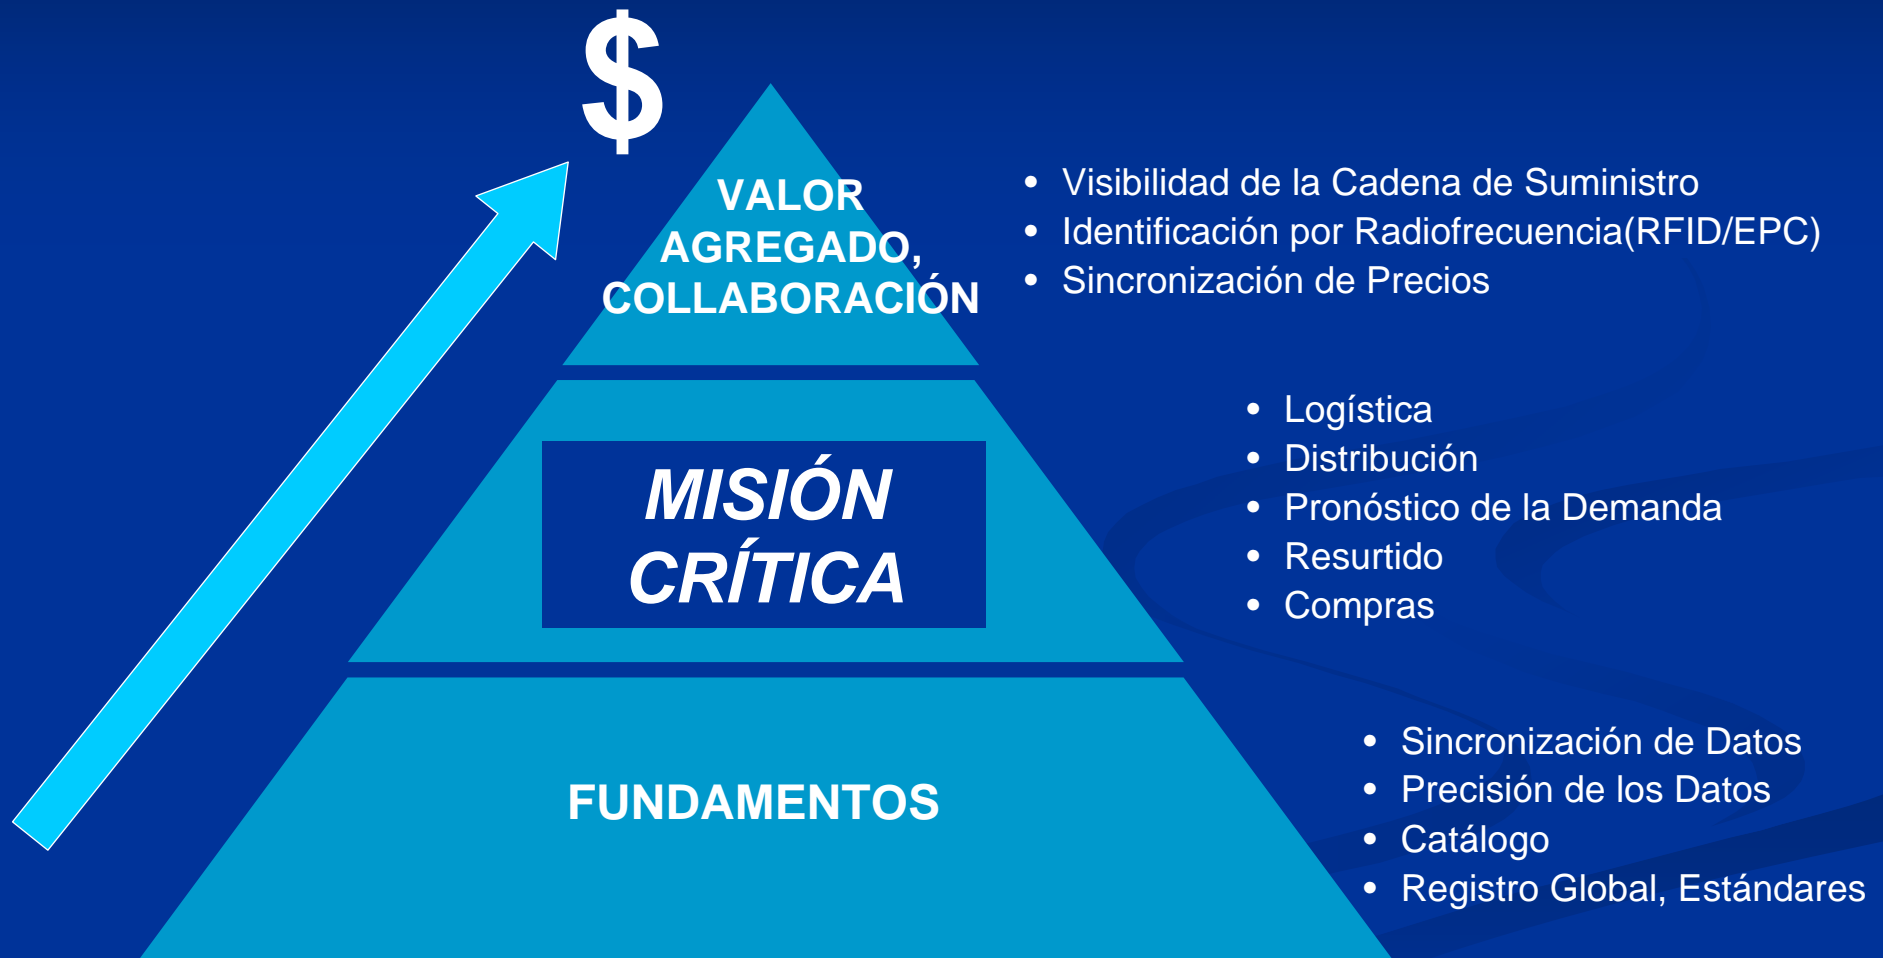 $
VALOR
AGREGADO,
COLLABORACIÓN
• Visibilidad de la Cadena de Suministro
• Identificación por Radiofrecuencia(RFID/EPC)
• Sincronización de Precios
MISIÓN
CRÍTICA
• Logística
• Distribución
• Pronóstico de la Demanda
• Resurtido
• Compras
FUNDAMENTOS
• Sincronización de Datos
• Precisión de los Datos
• Catálogo
• Registro Global, Estándares